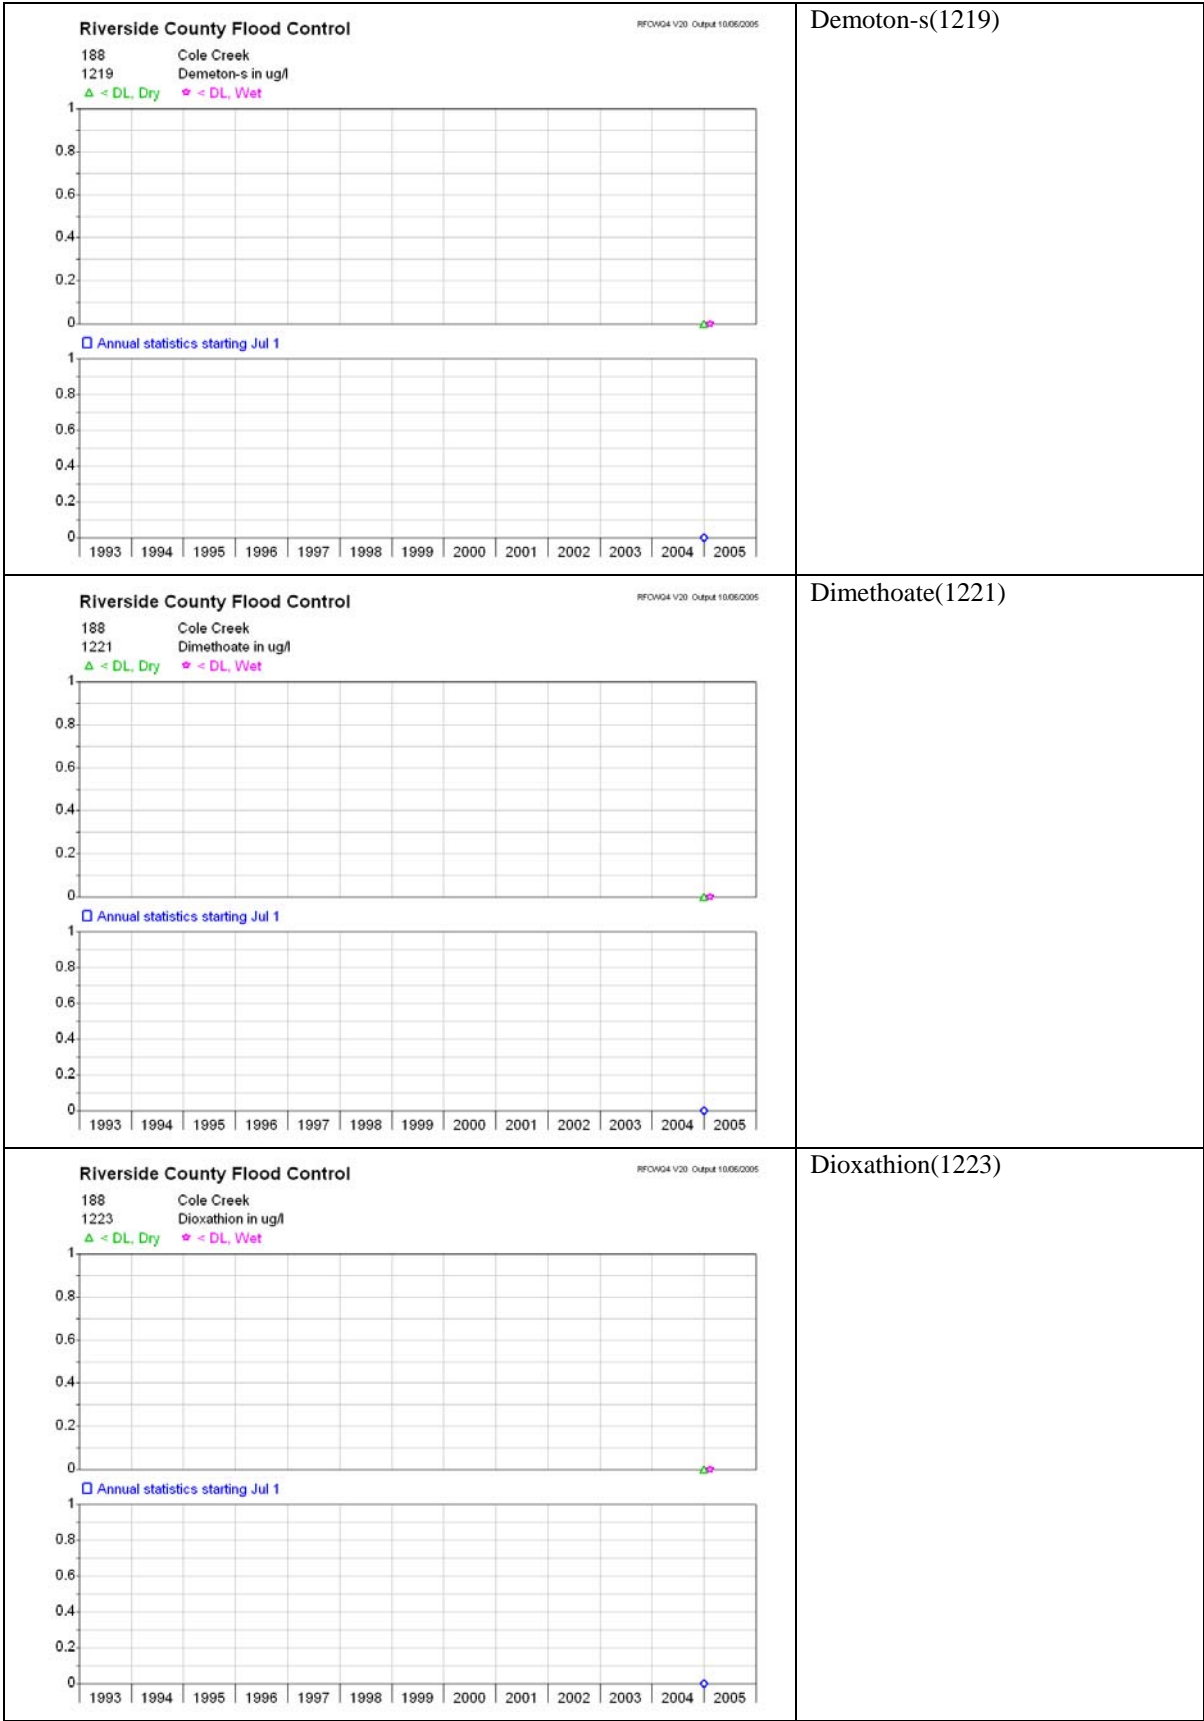 Riverside County Flood Control
RFCWQ4 V20 Output 10/06/2005
188 Cole Creek
1219 Demeton-s in ug/l
< DL, Dry < DL, Wet
1
0.8
0.6
0.4
0.2
0
Annual statistics starting Jul 1
1
0.8
0.6
0.4
0.2
0
1993 1994 1995 1996 1997 1998 1999 2000 2001 2002 2003 2004 2005
Demoton-s(1219)
Riverside County Flood Control
RFCWQ4 V20 Output 10/06/2005
188 Cole Creek
1221 Dimethoate in ug/l
< DL, Dry < DL, Wet
1
0.8
0.6
0.4
0.2
0
Annual statistics starting Jul 1
1
0.8
0.6
0.4
0.2
0
1993 1994 1995 1996 1997 1998 1999 2000 2001 2002 2003 2004 2005
Dimethoate(1221)
Riverside County Flood Control
RFCWQ4 V20 Output 10/06/2005
188 Cole Creek
1223 Dioxathion in ug/l
< DL, Dry < DL, Wet
1
0.8
0.6
0.4
0.2
0
Annual statistics starting Jul 1
1
0.8
0.6
0.4
0.2
0
1993 1994 1995 1996 1997 1998 1999 2000 2001 2002 2003 2004 2005
Dioxathion(1223)